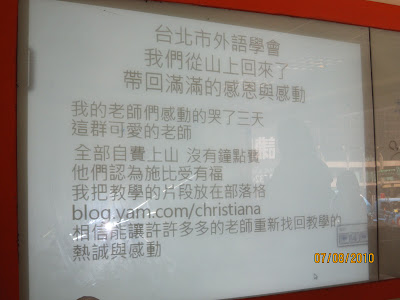 台北市外語學會
我們從山上回來了
帶回滿滿的感恩與感動
我的老師們感動的哭了三天
這群可愛的老師
全部自費上山 沒有鐘點費
他們認為施比受有福
我把教學的片段放在部落格
blog.yam.com/christiana
相信能讓許許多多的老師重新找回教學的
熱誠與感動
07/09/2010